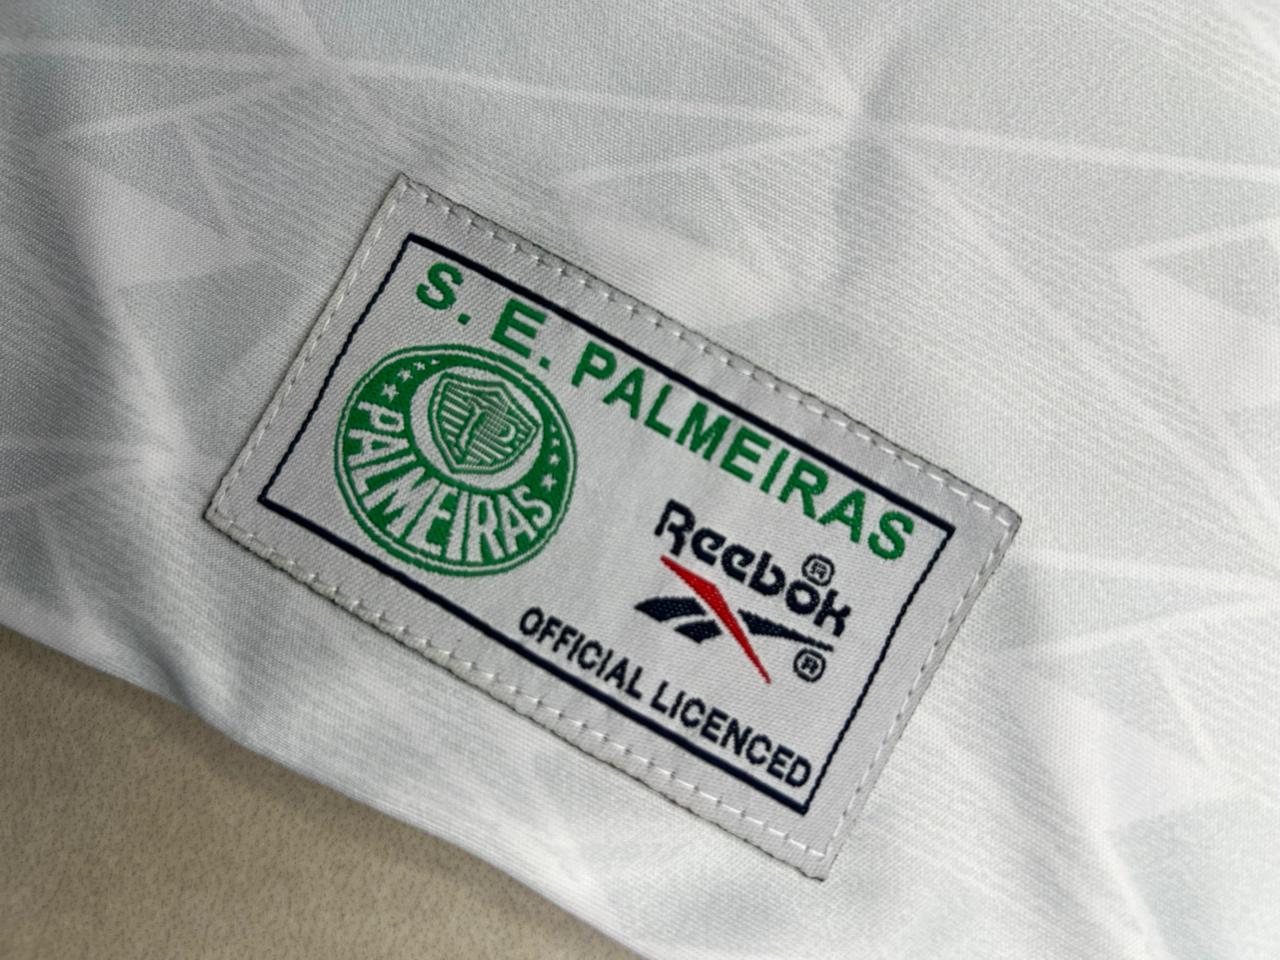 S. E. PALMEIRAS
PALMEIRAS
Reebok ®
®
OFFICIAL LICENCED